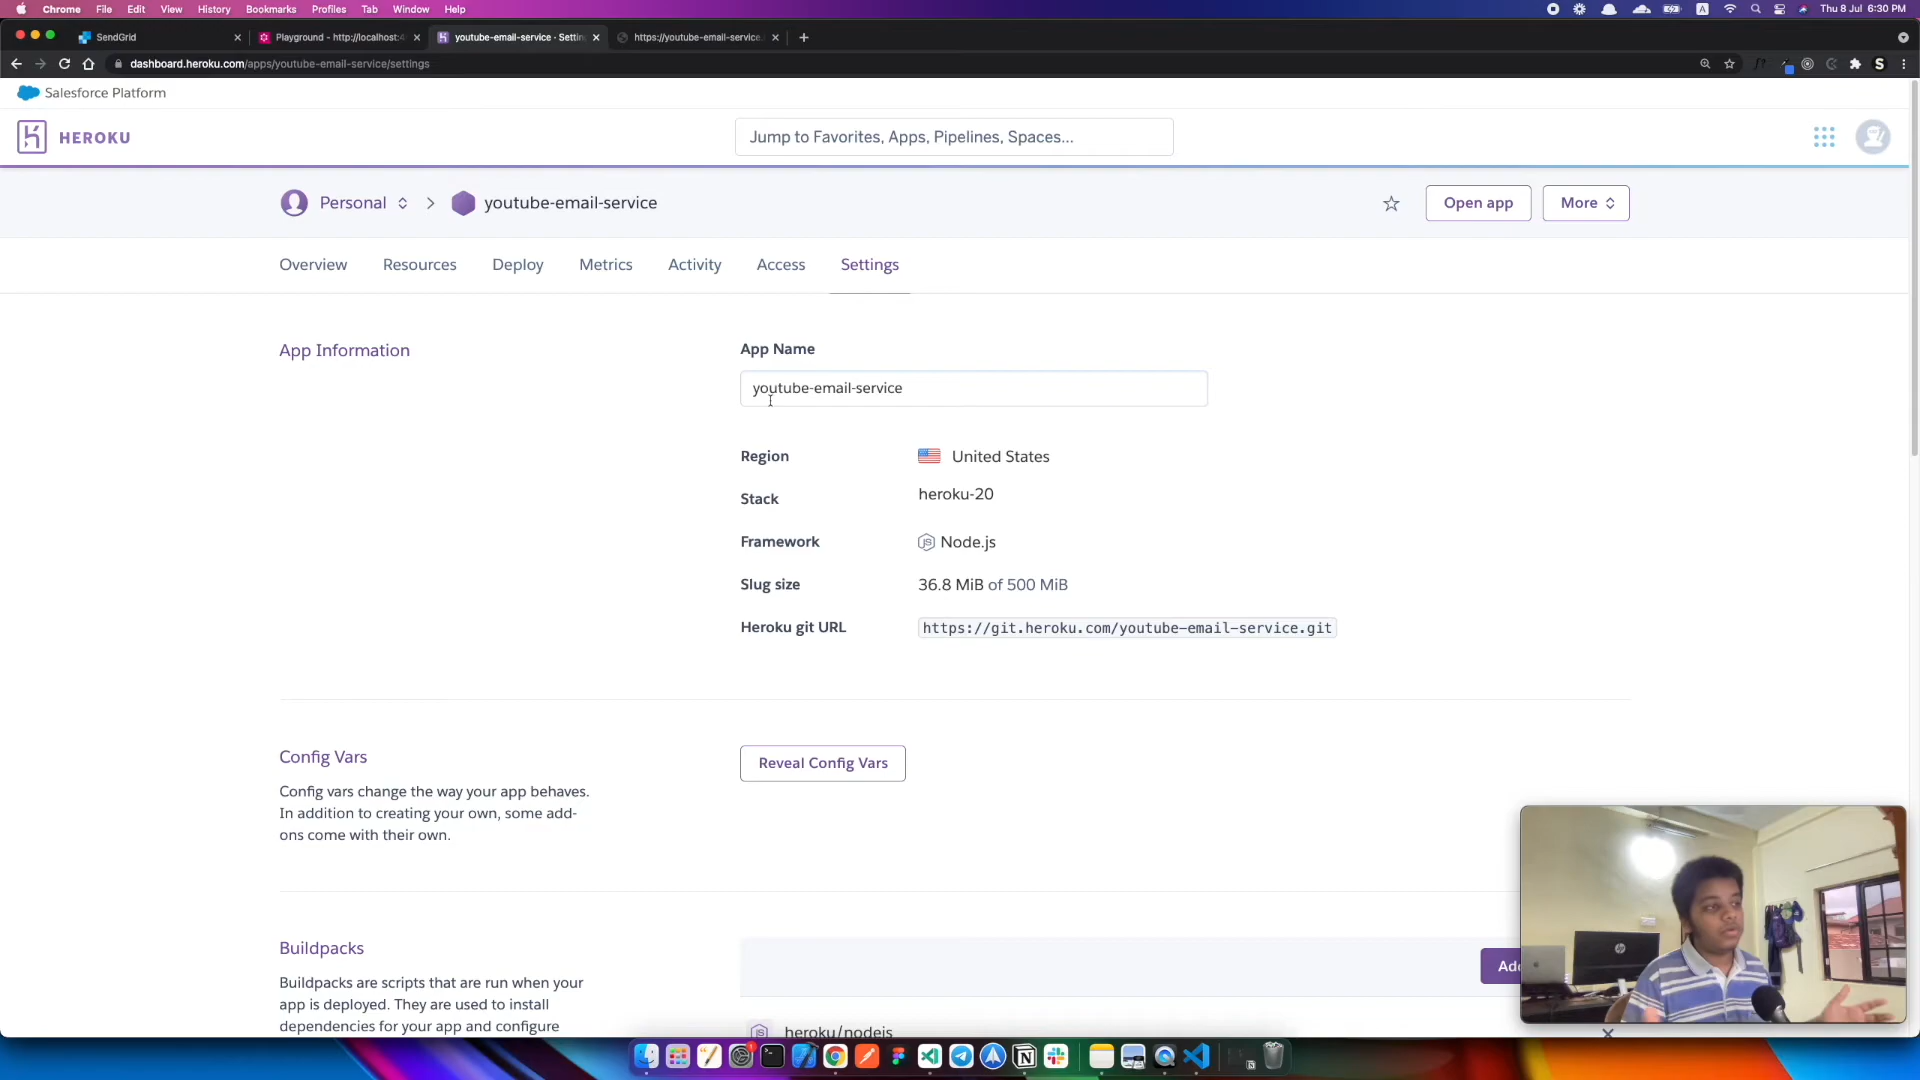 Chrome File Edit View History Bookmarks Profiles Tab Window Help
A
Thu 8 Jul 6:30 PM
SendGrid
Playground - http://localhost:4
youtube-email-service · Settin
https://youtube-email-service.
dashboard.heroku.com/apps/youtube-email-service/settings
S
Salesforce Platform
HEROKU
Jump to Favorites, Apps, Pipelines, Spaces...
Personal
youtube-email-service
Open app
More
Overview
Resources
Deploy
Metrics
Activity
Access
Settings
App Information
App Name
youtube-email-service
Region
United States
Stack
heroku-20
Framework
Node.js
Slug size
36.8 MiB of 500 MiB
Heroku git URL
https://git.heroku.com/youtube-email-service.git
Config Vars
Reveal Config Vars
Config vars change the way your app behaves.
In addition to creating your own, some add-
ons come with their own.
Buildpacks
Add
Buildpacks are scripts that are run when your
app is deployed. They are used to install
dependencies for your app and configure
heroku/nodejs